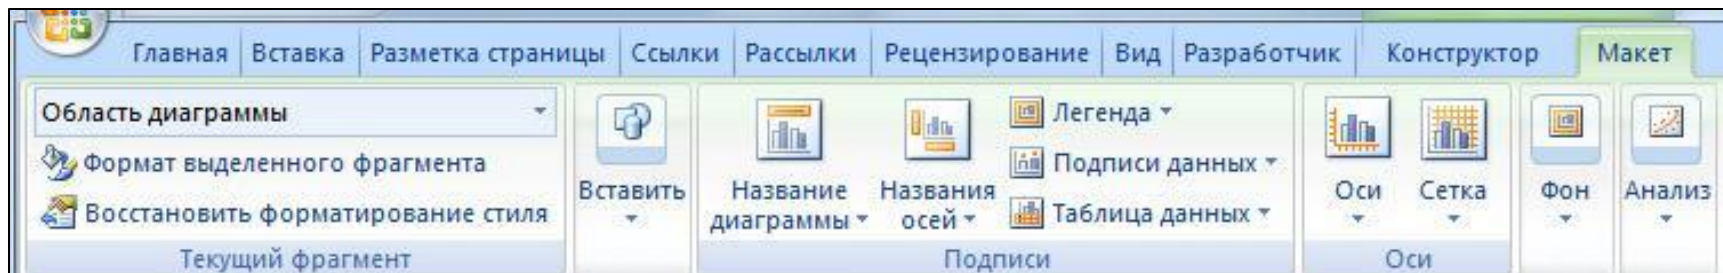 Главная Вставка Разметка страницы Ссылки Рассылки Рецензирование Вид Разработчик Конструктор Макет
Область диаграммы
Формат выделенного фрагмента
Восстановить форматирование стиля
Текущий фрагмент
Вставить
Название
диаграммы
Названия
осей
Легенда
Подписи данных
Таблица данных
Подписи
Оси
Сетка
Оси
Фон
Анализ